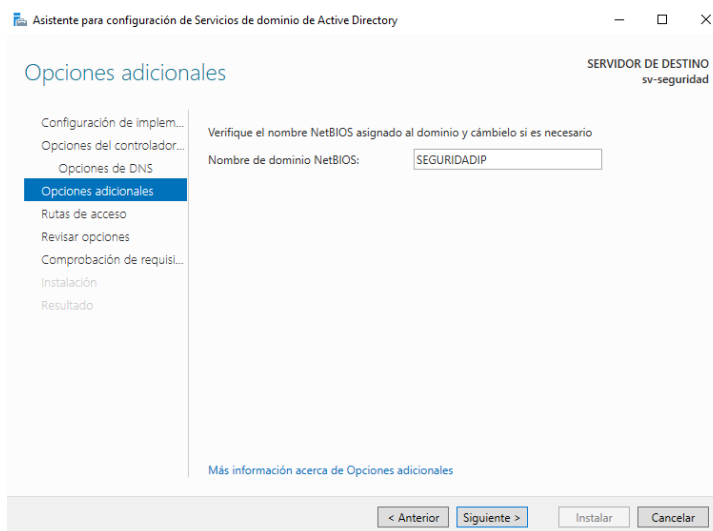 Asistente para configuración de Servicios de dominio de Active Directory
Opciones adicionales
SERVIDOR DE DESTINO
sv-seguridad
Configuración de implem...
Opciones del controlador...
Opciones de DNS
Opciones adicionales
Rutas de acceso
Revisar opciones
Comprobación de requisi...
Instalación
Resultado
Verifique el nombre NetBIOS asignado al dominio y cámbielo si es necesario
Nombre de dominio NetBIOS: SEGURIDADIP
Más información acerca de Opciones adicionales
< Anterior Siguiente > Instalar Cancelar